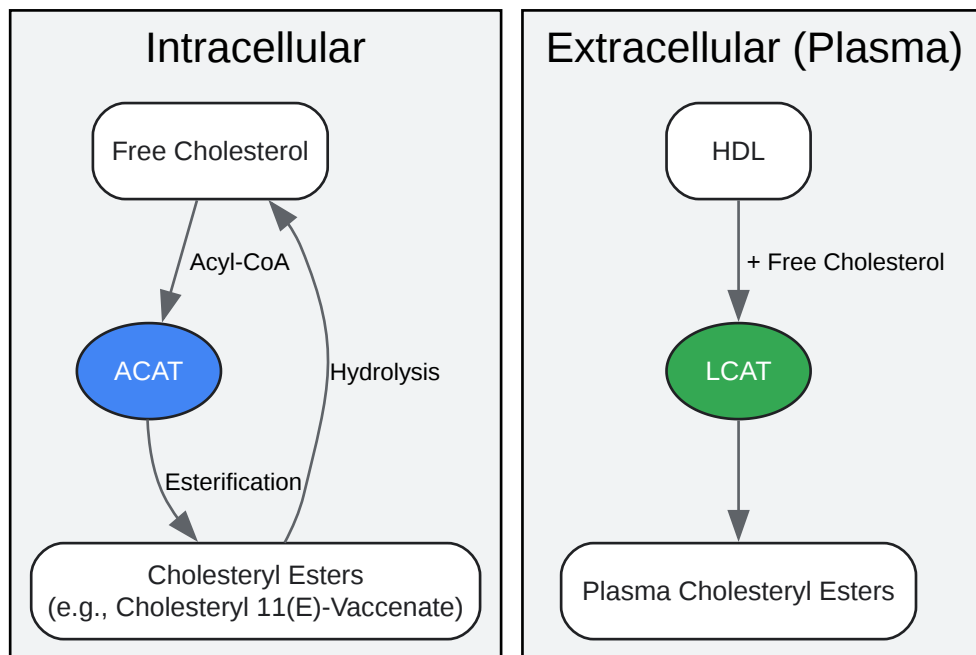 Intracellular
Free Cholesterol
Acyl-CoA
ACAT
Hydrolysis
Esterification
Cholesteryl Esters
(e.g., Cholesteryl 11(E)-Vaccenate)
Extracellular (Plasma)
HDL
+ Free Cholesterol
LCAT
Plasma Cholesteryl Esters